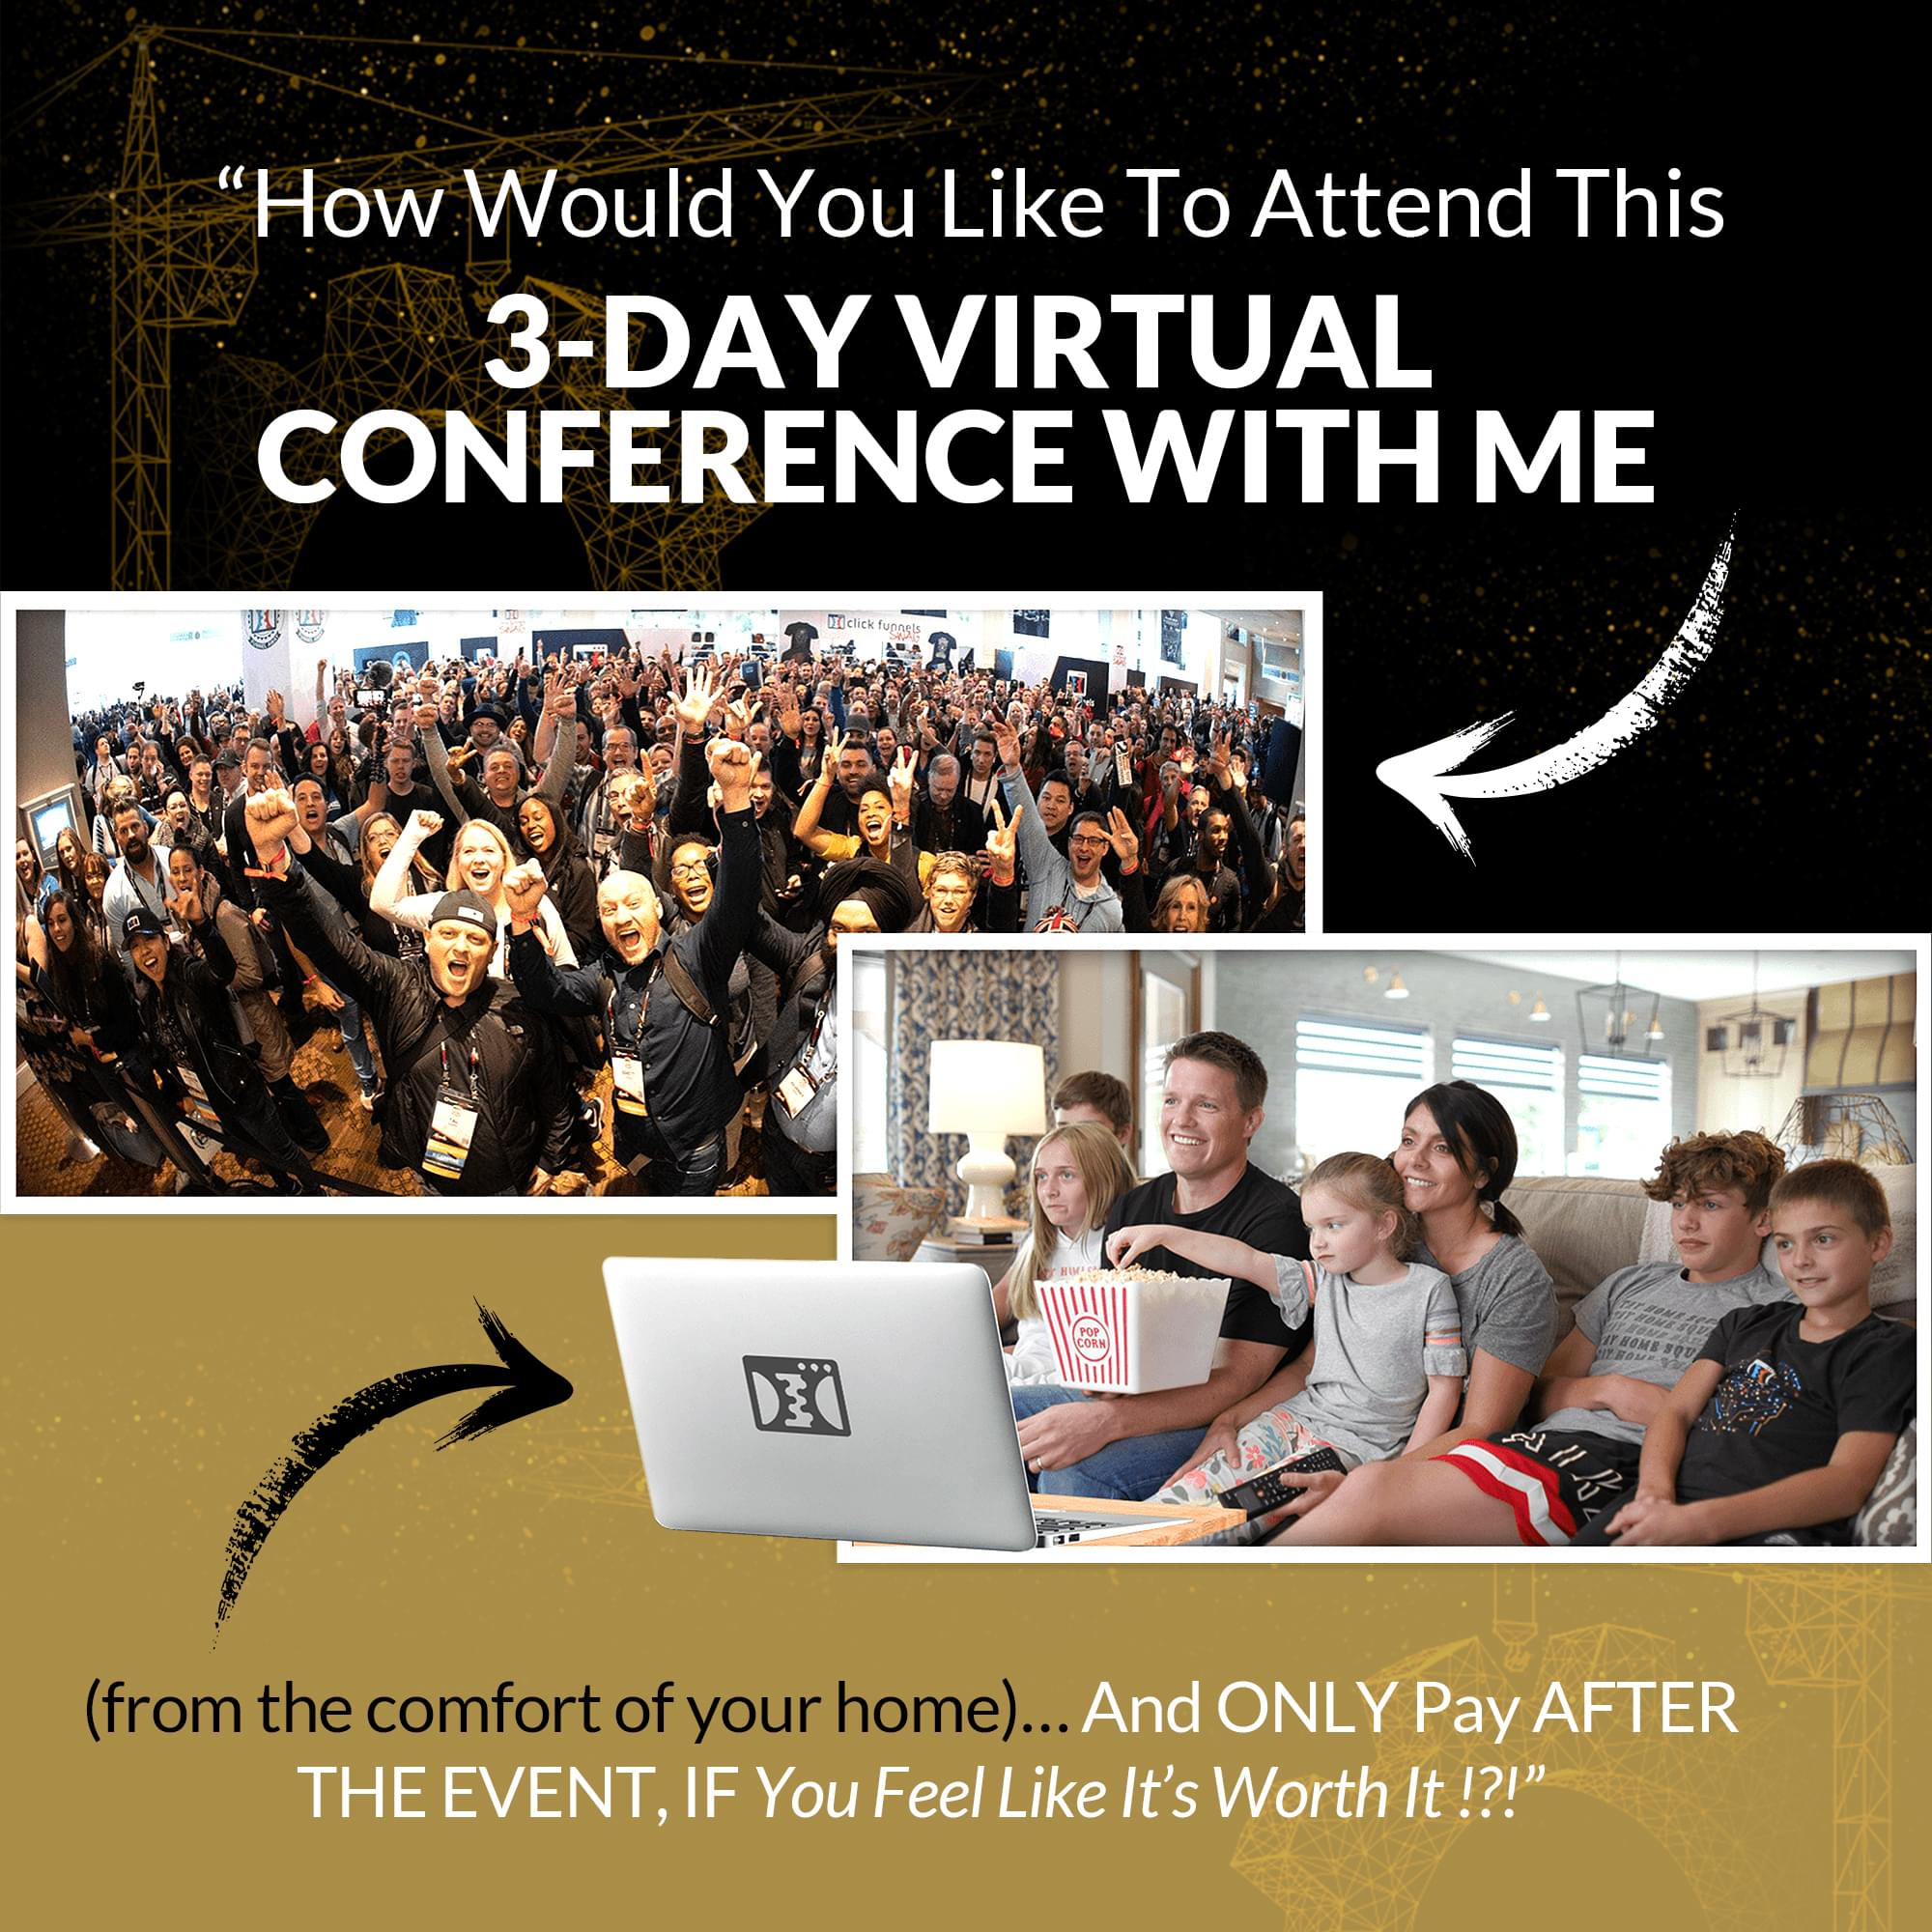 “How Would You Like To Attend This
3-DAY VIRTUAL
CONFERENCE WITH ME
click funnels
SWAG
POP
CORN
(from the comfort of your home)... And ONLY Pay AFTER
THE EVENT, IF You Feel Like It’s Worth It !?!”